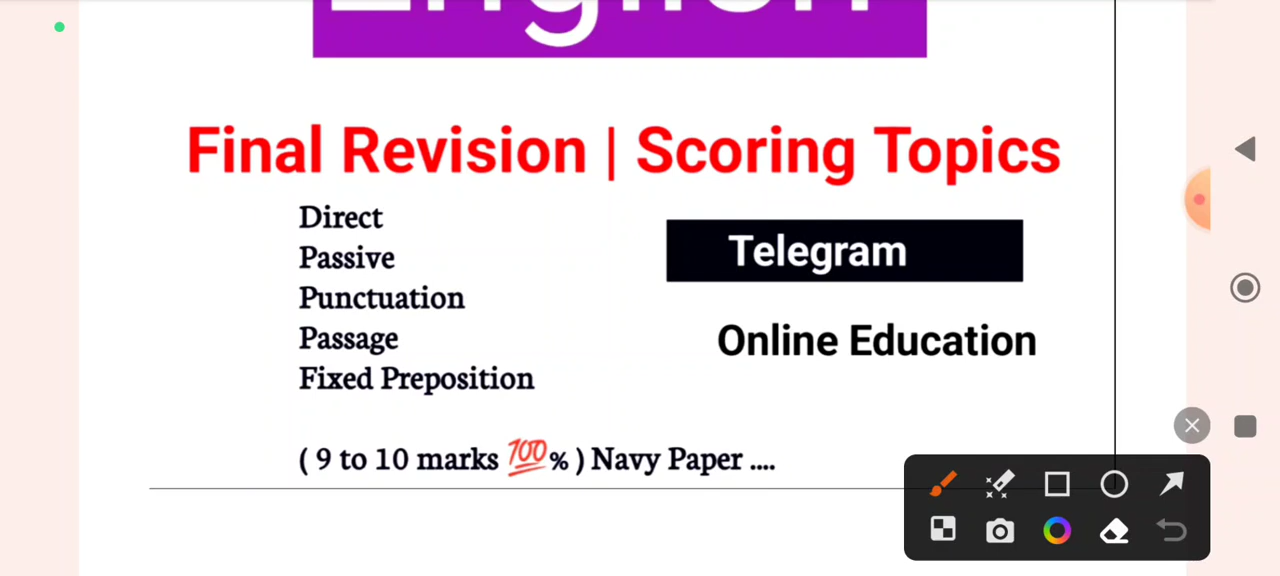 English
Final Revision | Scoring Topics
Direct
Passive
Punctuation
Passage
Fixed Preposition
Telegram
Online Education
( 9 to 10 marks 💯% ) Navy Paper ....